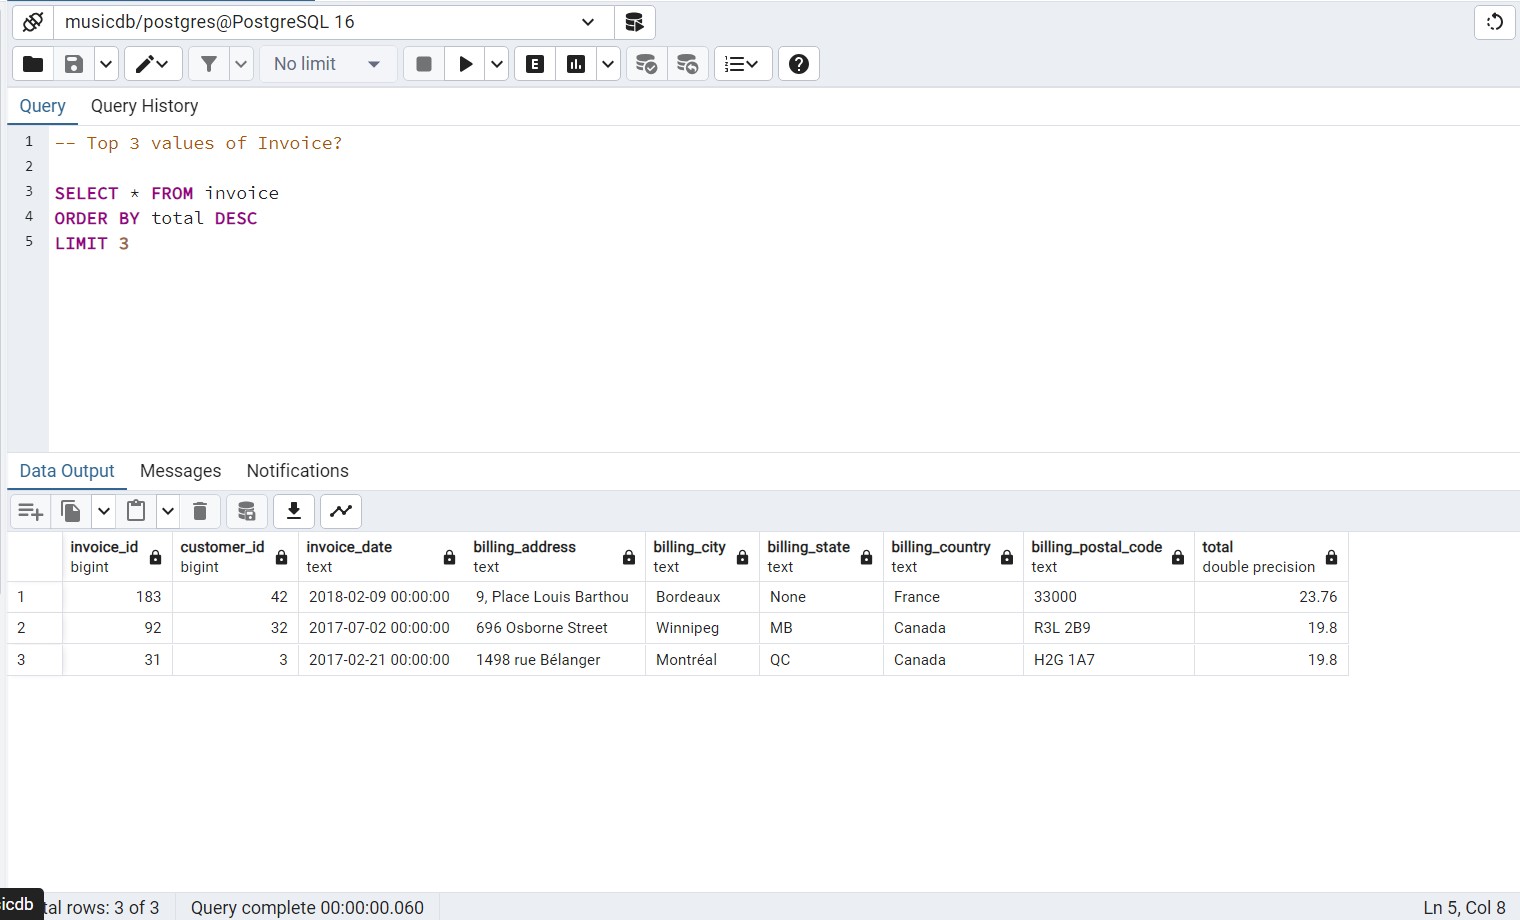 musicdb/postgres@PostgreSQL 16
No limit
E
Query Query History
1 -- Top 3 values of Invoice?
2
3 SELECT * FROM invoice
4 ORDER BY total DESC
5 LIMIT 3
Data Output Messages Notifications
invoice_id customer_id invoice_date billing_address billing_city billing_state billing_country billing_postal_code total
bigint bigint text text text text text text double precision
1 183 42 2018-02-09 00:00:00 9, Place Louis Barthou Bordeaux None France 33000 23.76
2 92 32 2017-07-02 00:00:00 696 Osborne Street Winnipeg MB Canada R3L 2B9 19.8
3 31 3 2017-02-21 00:00:00 1498 rue Bélanger Montréal QC Canada H2G 1A7 19.8
icdb tal rows: 3 of 3 Query complete 00:00:00.060 Ln 5, Col 8